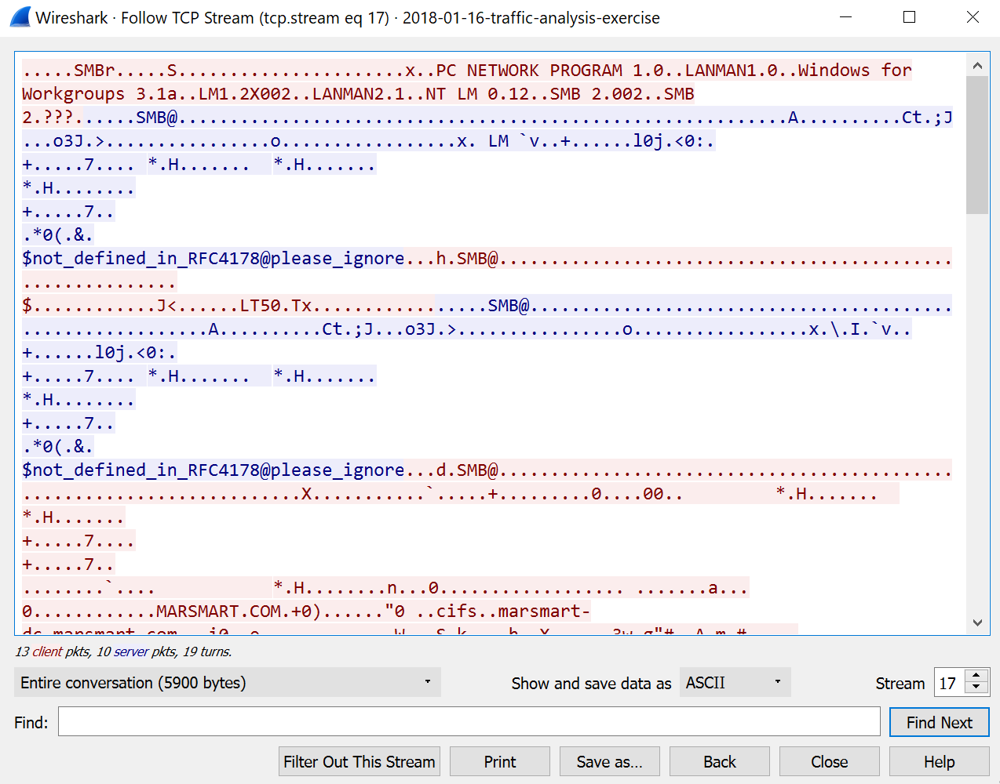 Wireshark · Follow TCP Stream (tcp.stream eq 17) · 2018-01-16-traffic-analysis-exercise
.....SMBr.....S......................x..PC NETWORK PROGRAM 1.0..LANMAN1.0..Windows for
Workgroups 3.1a..LM1.2X002..LANMAN2.1..NT LM 0.12..SMB 2.002..SMB
2.???.......SMB@...........................................................A..........Ct.;J
...o3J.>................o.................x. LM `v..+......l0j.<0:.
+.....7.... *.H.......  *.H.......
*.H........
+.....7..
.*0(.&.
$not_defined_in_RFC4178@please_ignore...h.SMB@............................................
...............
$............J<......LT50.Tx.................SMB@.........................................
..................A..........Ct.;J...o3J.>................o.................x.\.I.`v..
+......l0j.<0:.
+.....7.... *.H.......  *.H.......
*.H........
+.....7..
.*0(.&.
$not_defined_in_RFC4178@please_ignore...d.SMB@............................................
...........................X...........`.....+.........0....00..         *.H.......
*.H.......
+.....7....
+.....7..
........`....           *.H........n...0.................. .......a...
0............MARSMART.COM.+0)......"0 ..cifs..marsmart-
13 client pkts, 10 server pkts, 19 turns.
Entire conversation (5900 bytes) Show and save data as ASCII Stream 17
Find: Find Next
Filter Out This Stream Print Save as… Back Close Help